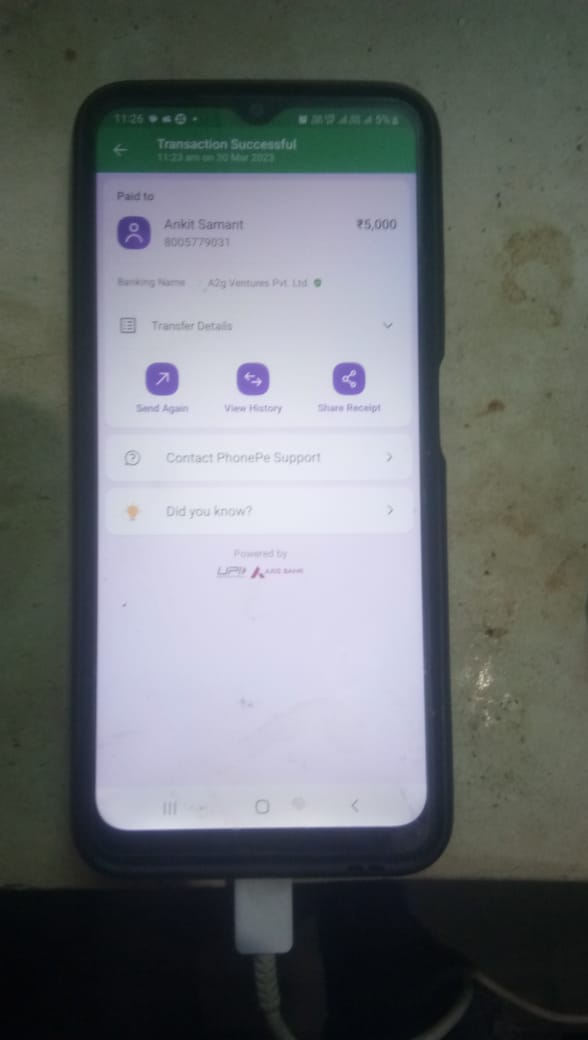 11:26 5%
Transaction Successful
11:23 am on 30 Mar 2023
Paid to
Ankit Samant ₹5,000
8005779031
Banking Name : A2g Ventures Pvt. Ltd.
Transfer Details
Send Again View History Share Receipt
Contact PhonePe Support
Did you know?
Powered by
UPI AXIS BANK